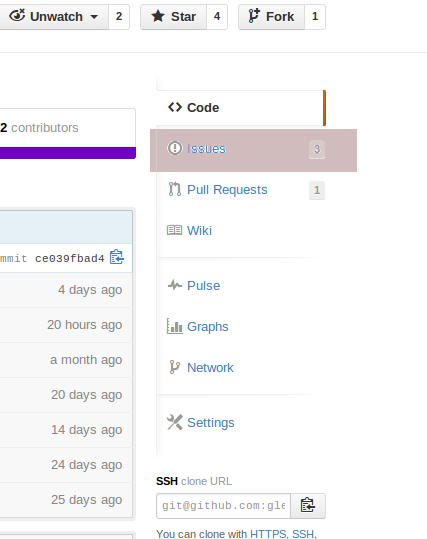 Unwatch 2 Star 4 Fork 1
Code
2 contributors
Issues 3
Pull Requests 1
Wiki
mmit ce039fbad4
Pulse
4 days ago
20 hours ago
Graphs
a month ago
Network
20 days ago
Settings
14 days ago
24 days ago
25 days ago
SSH clone URL
git@github.com:gle
You can clone with HTTPS, SSH,